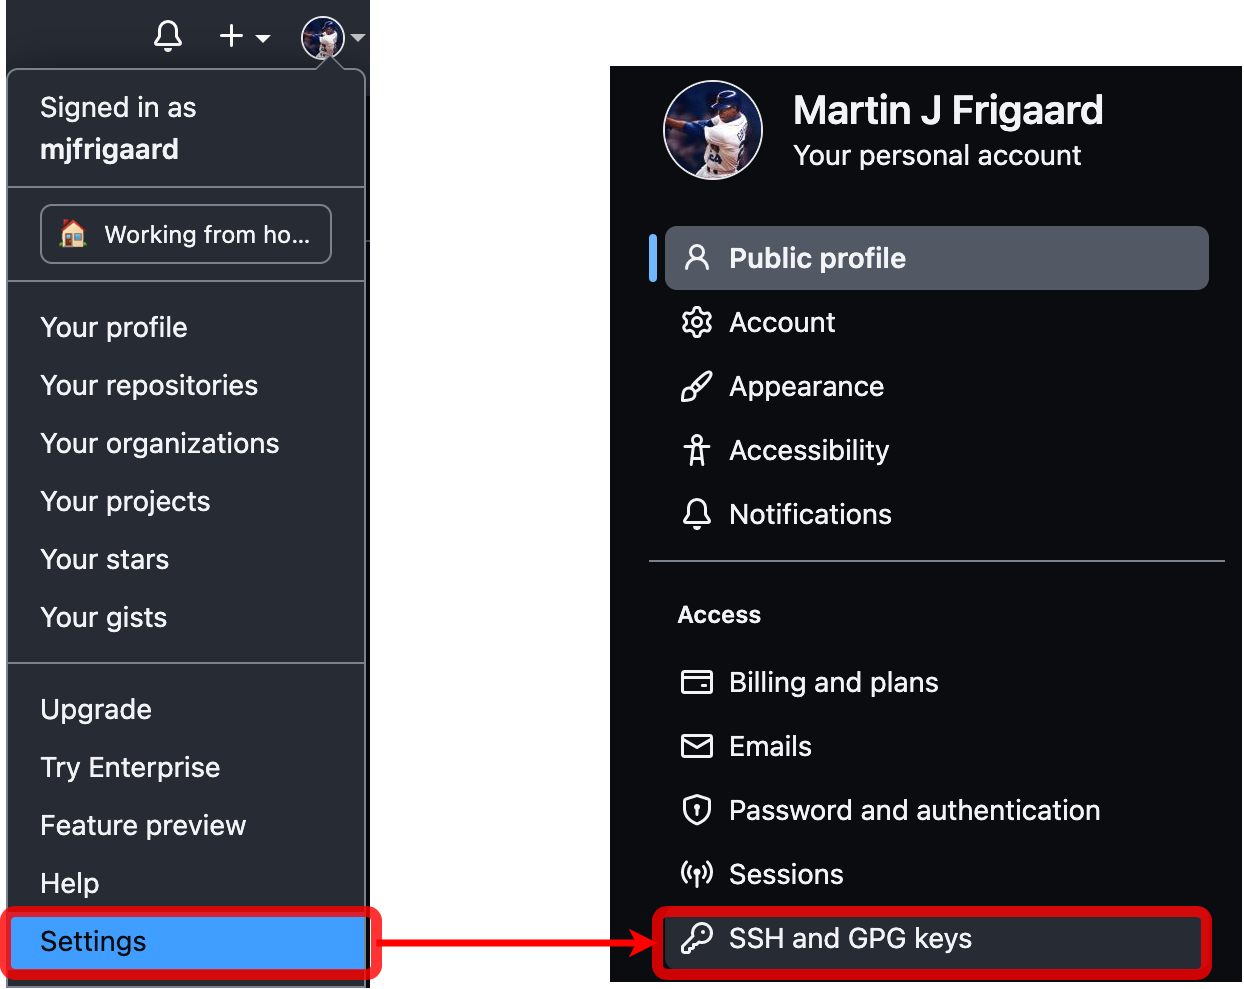 Signed in as
mjfrigaard
Working from ho...
Your profile
Your repositories
Your organizations
Your projects
Your stars
Your gists
Upgrade
Try Enterprise
Feature preview
Help
Settings
Martin J Frigaard
Your personal account
Public profile
Account
Appearance
Accessibility
Notifications
Access
Billing and plans
Emails
Password and authentication
Sessions
SSH and GPG keys